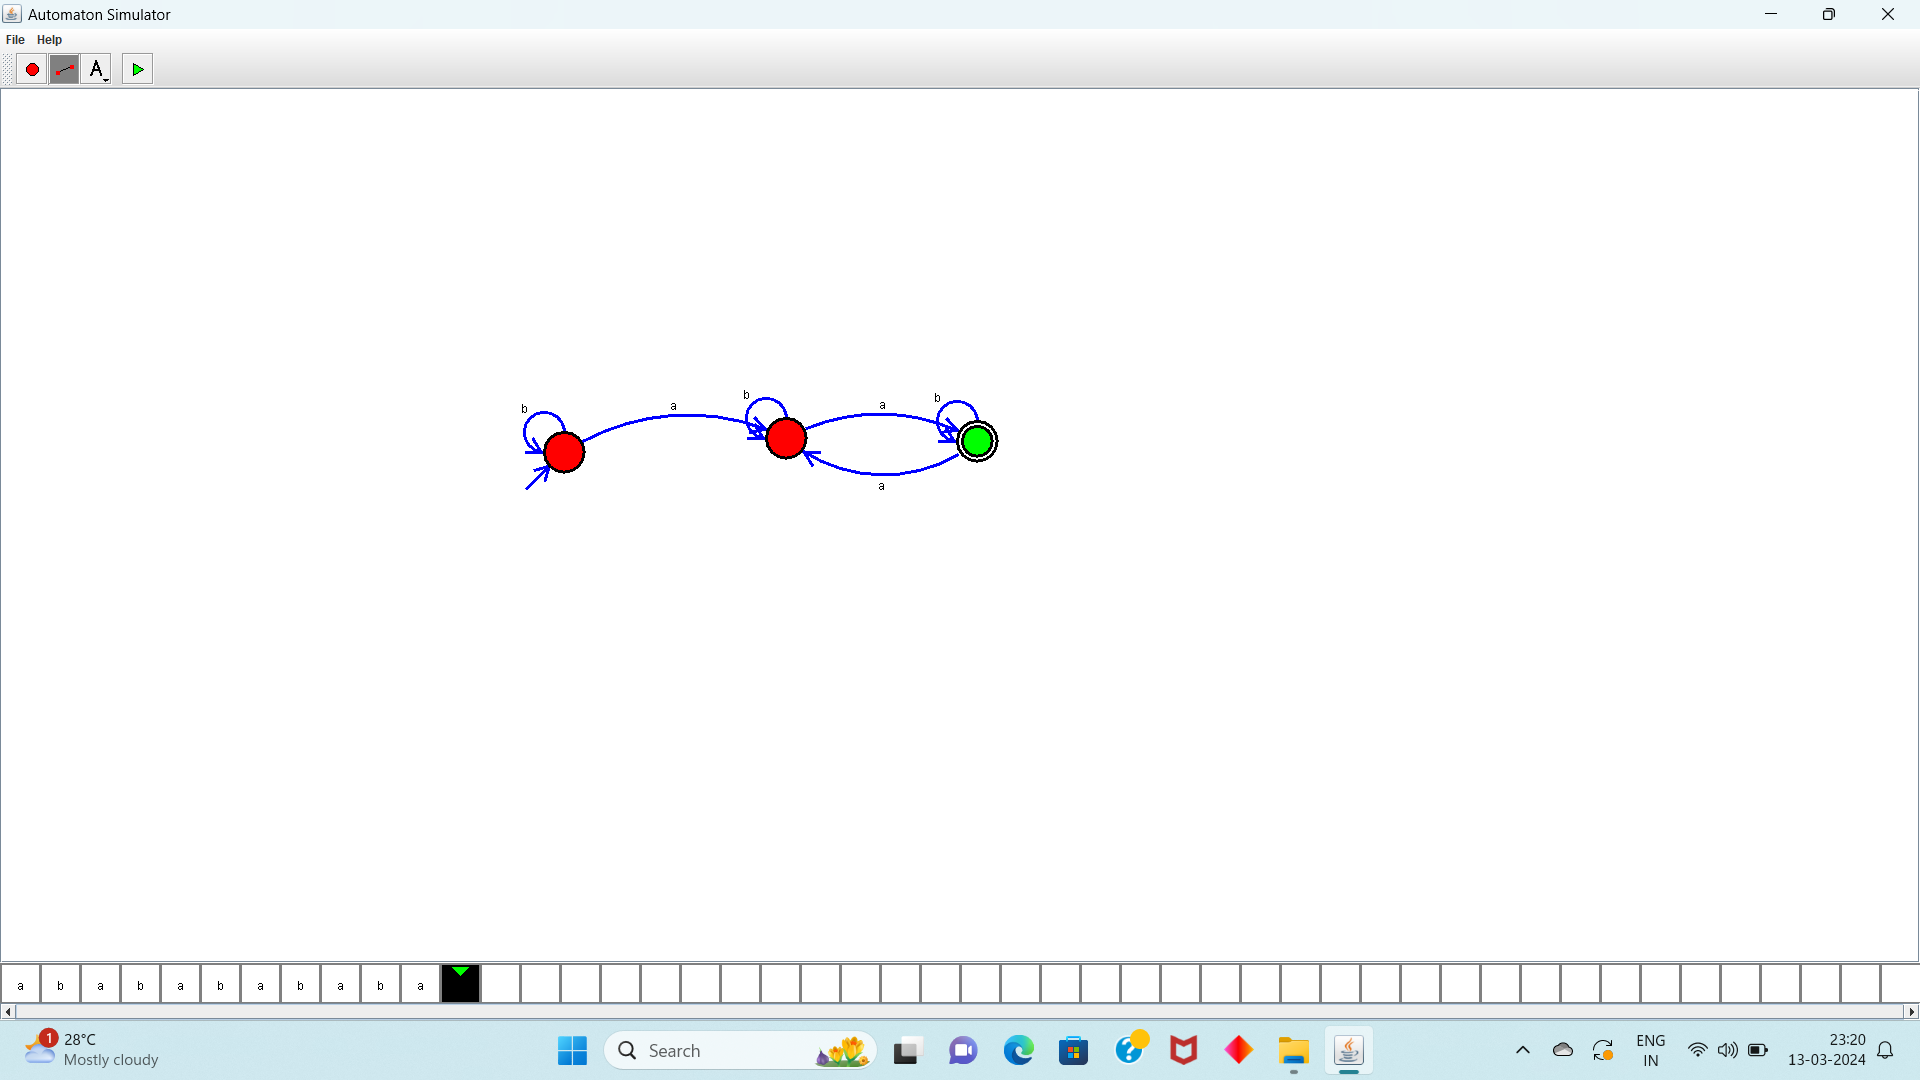 Automaton Simulator
File Help
A
b a b a b
a
a b a b a b a b a b a
1
28°C
Mostly cloudy
Search
ENG
IN
23:20
13-03-2024